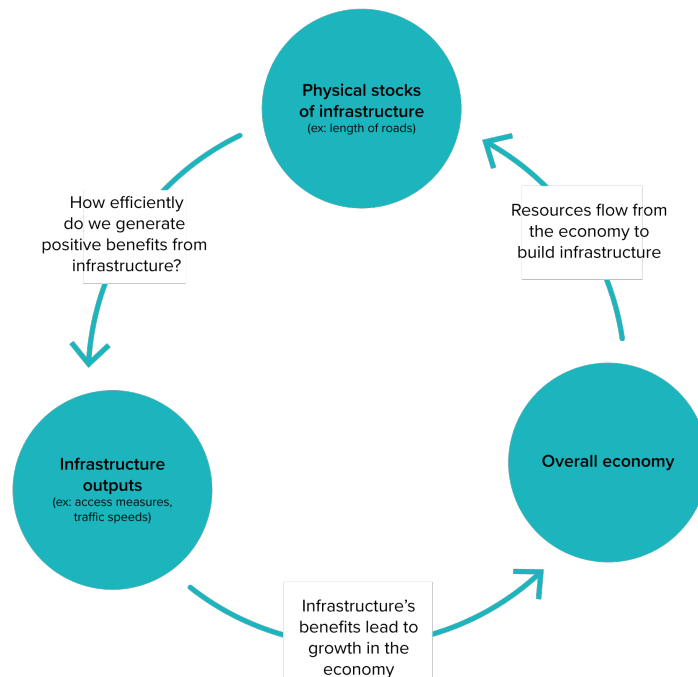 Physical stocks
of infrastructure
(ex: length of roads)
How efficiently
do we generate
positive benefits from
infrastructure?
Resources flow from
the economy to
build infrastructure
Infrastructure
outputs
(ex: access measures,
traffic speeds)
Overall economy
Infrastructure’s
benefits lead to
growth in the
economy